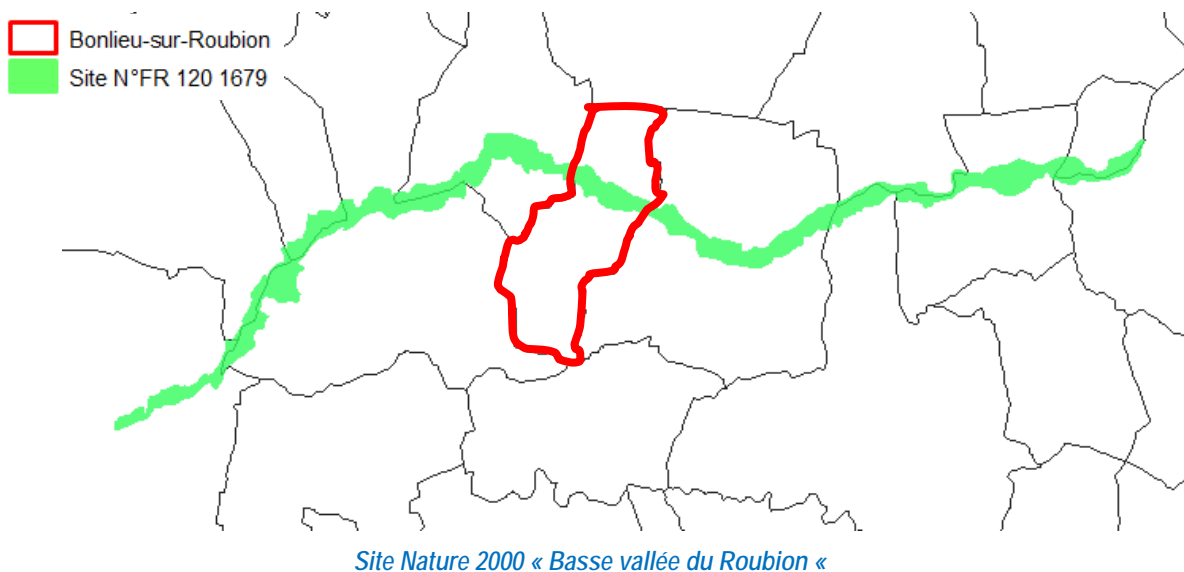 Bonlieu-sur-Roubion
Site N°FR 120 1679
Site Nature 2000 « Basse vallée du Roubion «